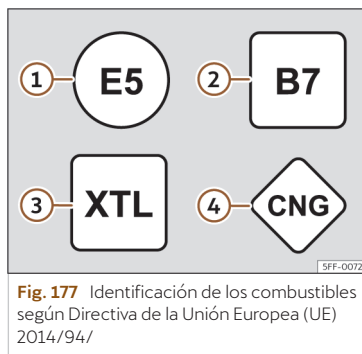 1 E5 2 B7
3 XTL 4 CNG
5FF-0072
Fig. 177 Identificación de los combustibles
según Directiva de la Unión Europea (UE)
2014/94/